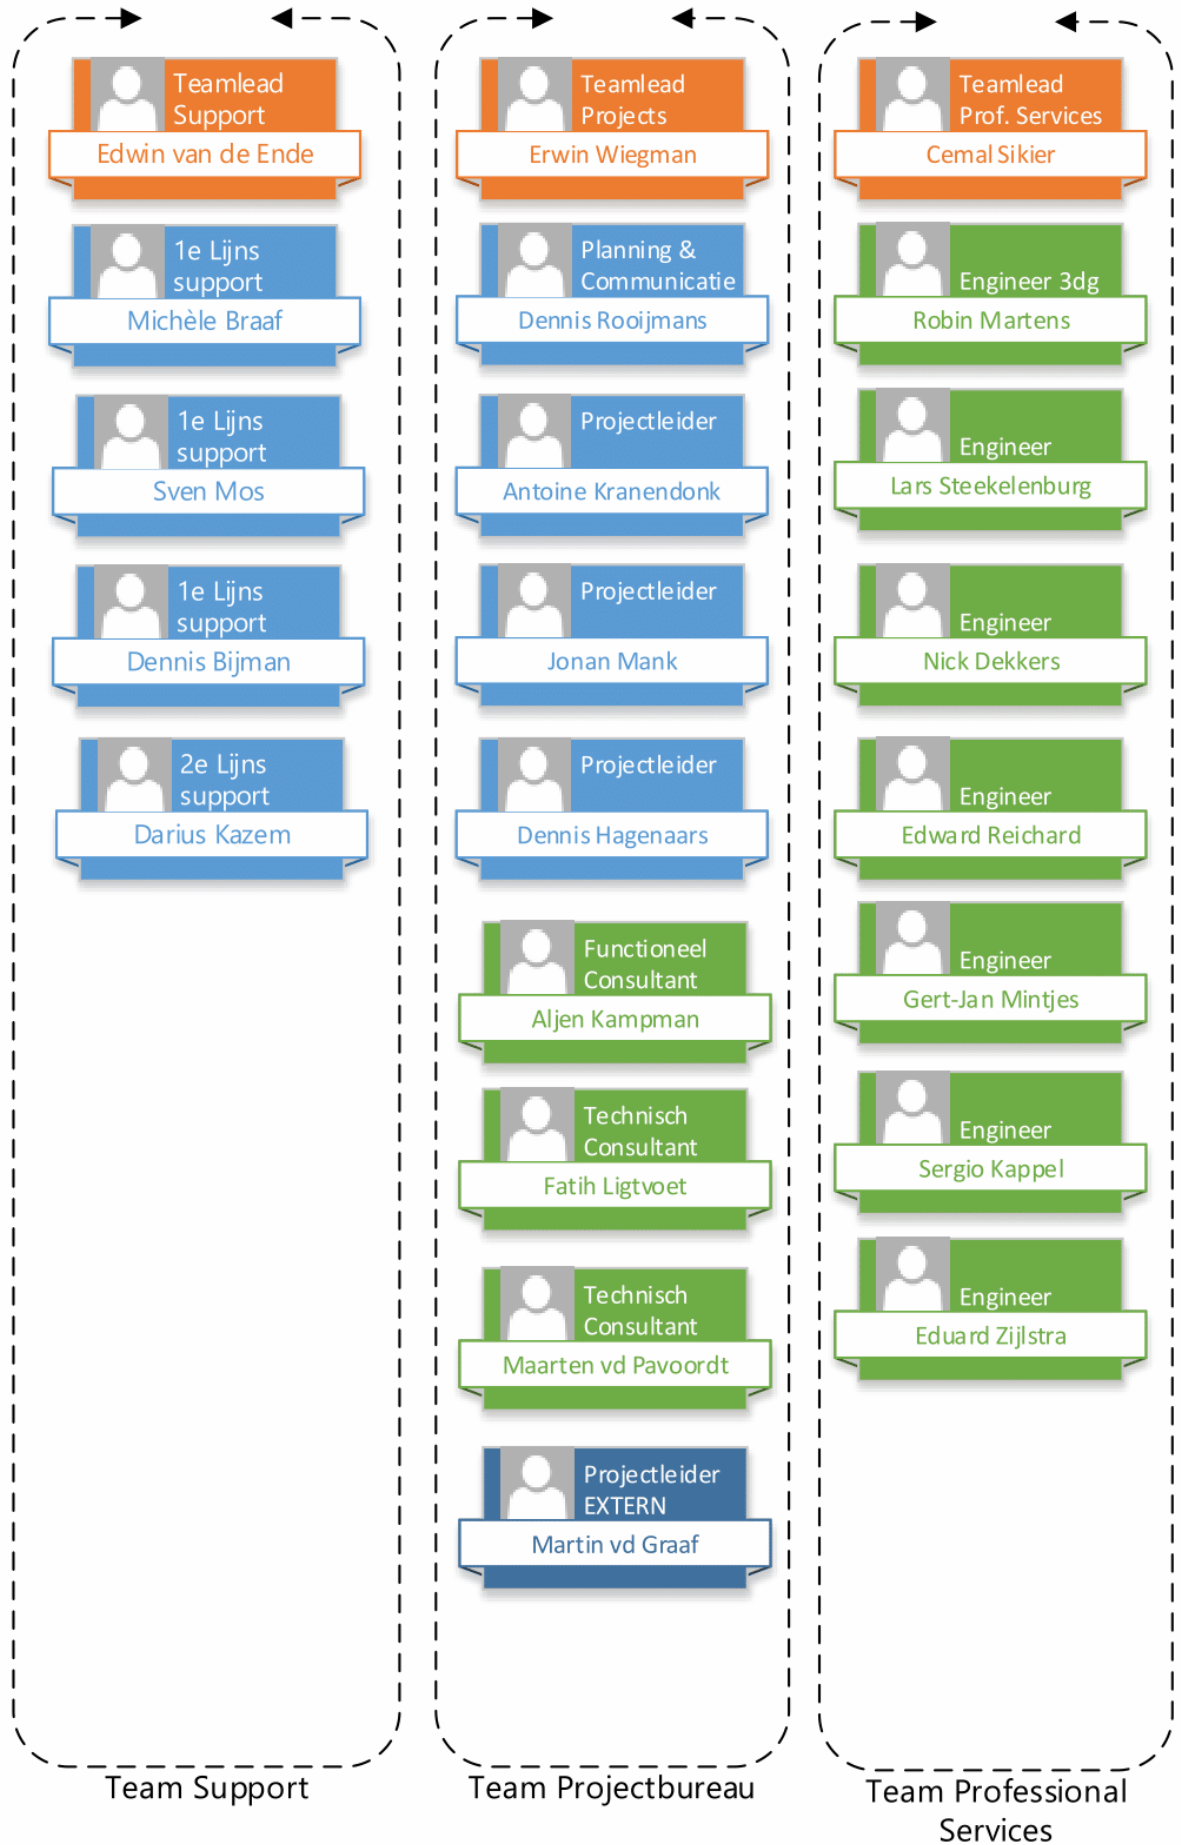 Teamlead
Support
Edwin van de Ende
1e Lijns
support
Michèle Braaf
1e Lijns
support
Sven Mos
1e Lijns
support
Dennis Bijman
2e Lijns
support
Darius Kazem
Team Support
Teamlead
Projects
Erwin Wiegman
Planning &
Communicatie
Dennis Rooijmans
Projectleider
Antoine Kranendonk
Projectleider
Jonan Mank
Projectleider
Dennis Hagenaars
Functioneel
Consultant
Aljen Kampman
Technisch
Consultant
Fatih Ligtvoet
Technisch
Consultant
Maarten vd Pavoordt
Projectleider
EXTERN
Martin vd Graaf
Team Projectbureau
Teamlead
Prof. Services
Cemal Sikier
Engineer 3dg
Robin Martens
Engineer
Lars Steekelenburg
Engineer
Nick Dekkers
Engineer
Edward Reichard
Engineer
Gert-Jan Mintjes
Engineer
Sergio Kappel
Engineer
Eduard Zijlstra
Team Professional
Services